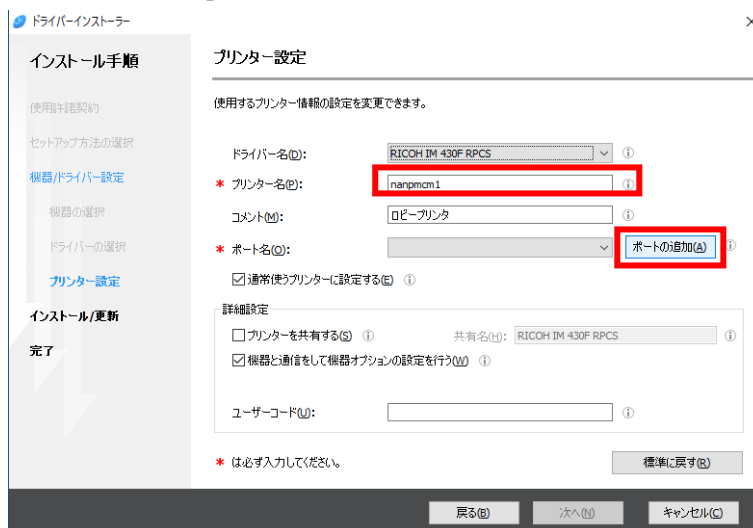 ドライバーインストーラー
インストール手順
使用許諾契約
セットアップ方法の選択
機器/ドライバー設定
機器の選択
ドライバーの選択
プリンター設定
インストール/更新
完了
プリンター設定
使用するプリンター情報の設定を変更できます。
ドライバー名(D): RICOH IM 430F RPCS
* プリンター名(P): nanpmcm1
コメント(M): ロビープリンタ
* ポート名(O): ポートの追加(A)
通常使うプリンターに設定する(E)
詳細設定
プリンターを共有する(S) 共有名(H): RICOH IM 430F RPCS
機器と通信をして機器オプションの設定を行う(W)
ユーザーコード(U):
* は必ず入力してください。 標準に戻す(R)
戻る(B) 次へ(N) キャンセル(C)